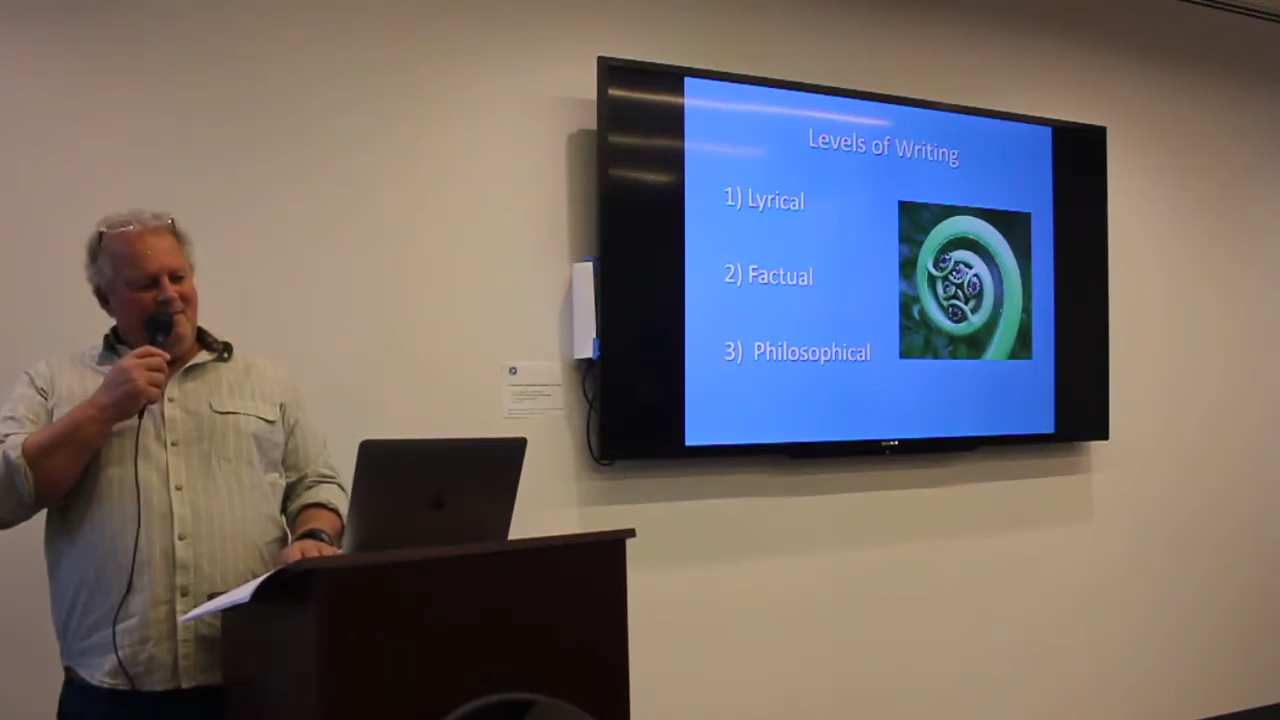 Levels of Writing
1) Lyrical
2) Factual
3) Philosophical